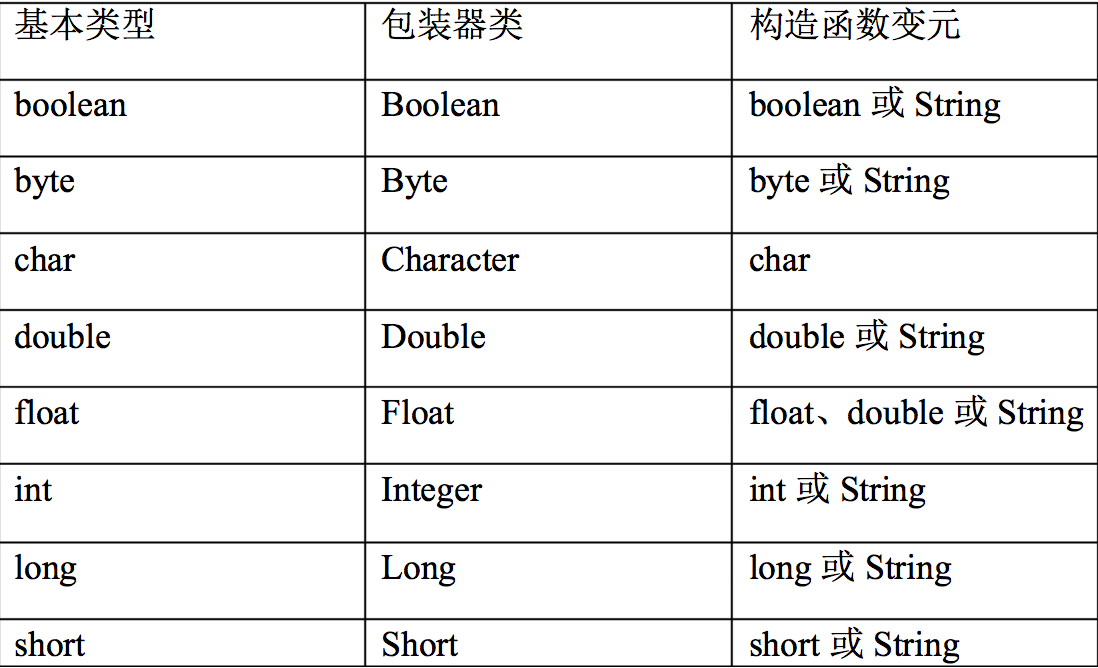 基本类型 包装器类 构造函数变元
boolean Boolean boolean 或 String
byte Byte byte 或 String
char Character char
double Double double 或 String
float Float float、double 或 String
int Integer int 或 String
long Long long 或 String
short Short short 或 String